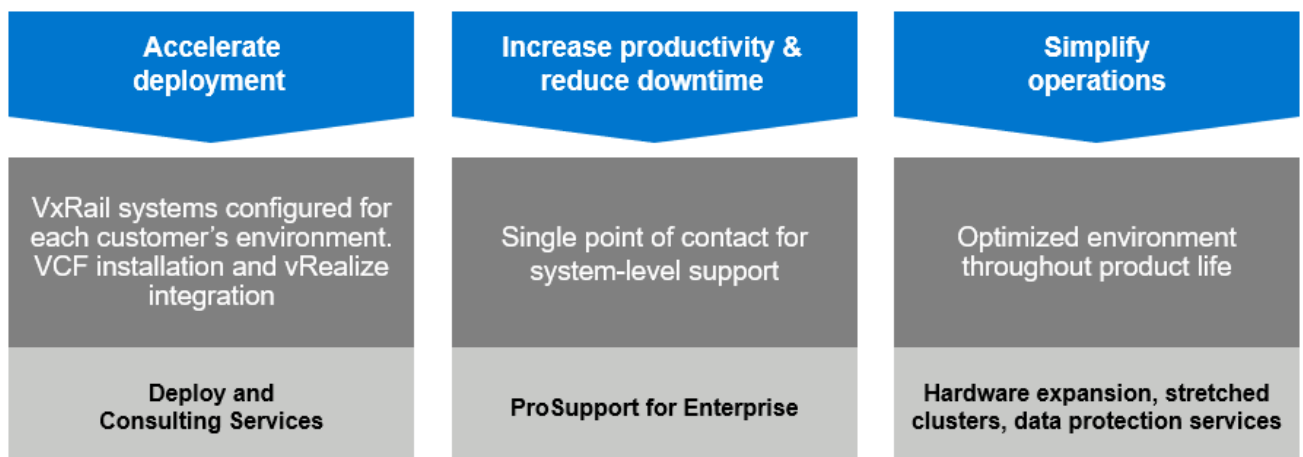 Accelerate
deployment
VxRail systems configured for
each customer's environment.
VCF installation and vRealize
integration
Deploy and
Consulting Services
Increase productivity &
reduce downtime
Single point of contact for
system-level support
ProSupport for Enterprise
Simplify
operations
Optimized environment
throughout product life
Hardware expansion, stretched
clusters, data protection services